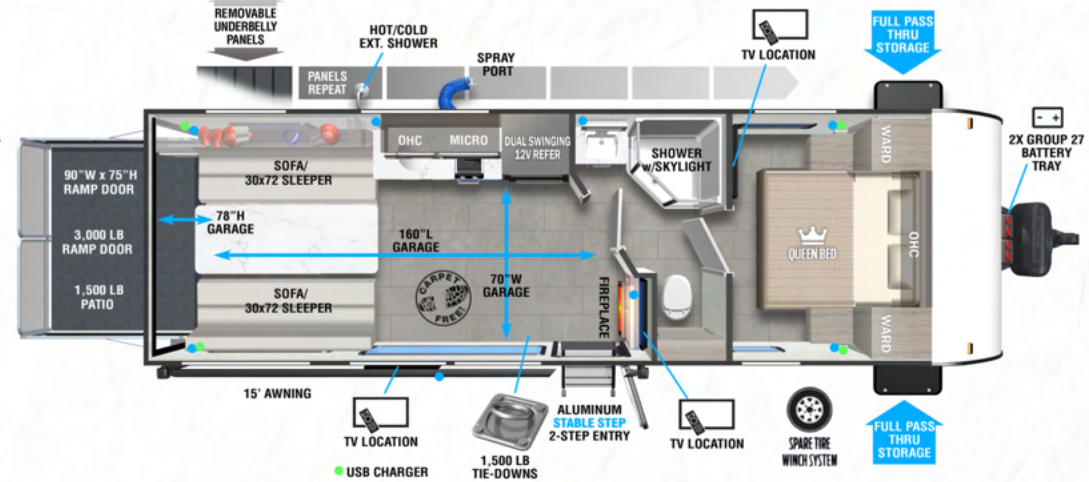 REMOVABLE
UNDERBELLY
PANELS
HOT/COLD
EXT. SHOWER
SPRAY
PORT
TV LOCATION
FULL PASS
THRU
STORAGE
PANELS
REPEAT
- +
2X GROUP 27
BATTERY
TRAY
OHC
MICRO
DUAL SWINGING
12V REFER
SHOWER
w/SKYLIGHT
WARD
SOFA/
30x72 SLEEPER
90"W x 75"H
RAMP DOOR
3,000 LB
RAMP DOOR
1,500 LB
PATIO
78"H
GARAGE
160"L
GARAGE
70"W
GARAGE
CARPET
FREE!
FIREPLACE
QUEEN BED
OHC
SOFA/
30x72 SLEEPER
WARD
15' AWNING
TV LOCATION
USB CHARGER
1,500 LB
TIE-DOWNS
ALUMINUM
STABLE STEP
2-STEP ENTRY
TV LOCATION
SPARE TIRE
WINCH SYSTEM
FULL PASS
THRU
STORAGE